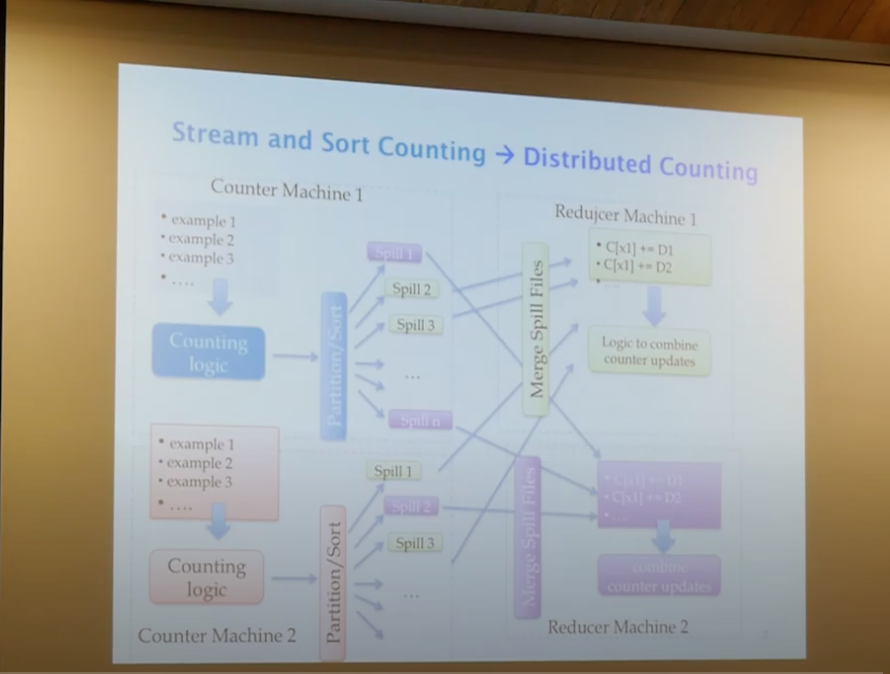 Stream and Sort Counting → Distributed Counting
Counter Machine 1
• example 1
• example 2
• example 3
• ....
Counting
logic
Partition/Sort
Spill 1
Spill 2
Spill 3
...
Spill n
Merge Spill Files
Redujcer Machine 1
• C[x1] += D1
• C[x1] += D2
• ....
Logic to combine
counter updates
• example 1
• example 2
• example 3
• ....
Counting
logic
Counter Machine 2
Partition/Sort
Spill 1
Spill 2
Spill 3
...
Merge Spill Files
• C[x1] += D1
• C[x1] += D2
• ....
combine
counter updates
Reducer Machine 2